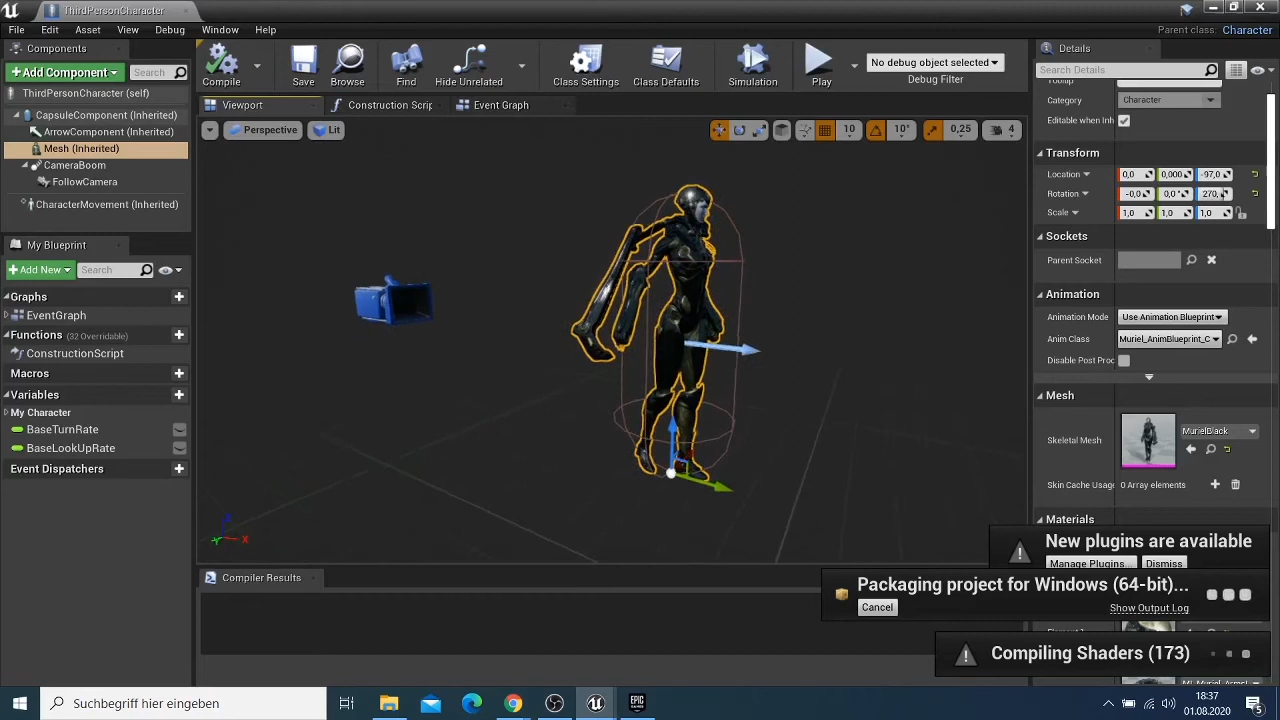 ThirdPersonCharacter
File Edit Asset View Debug Window Help
Parent class: Character
Components
Add Component
Search
ThirdPersonCharacter (self)
CapsuleComponent (Inherited)
ArrowComponent (Inherited)
Mesh (Inherited)
CameraBoom
FollowCamera
CharacterMovement (Inherited)
My Blueprint
Add New
Search
Graphs
EventGraph
Functions (32 Overridable)
ConstructionScript
Macros
Variables
My Character
BaseTurnRate
BaseLookUpRate
Event Dispatchers
Compile
Save
Browse
Find
Hide Unrelated
Class Settings
Class Defaults
Simulation
Play
No debug object selected
Debug Filter
Viewport
Construction Scrip
Event Graph
Perspective
Lit
10
10°
0,25
4
Z
X
Compiler Results
Details
Search Details
Category
Character
Editable when Inh
Transform
Location 0,0 0,000 -97,0
Rotation -0,0 0,0 ° 270,
Scale 1,0 1,0 1,0
Sockets
Parent Socket
Animation
Animation Mode Use Animation Blueprint
Anim Class Muriel_AnimBlueprint_C
Disable Post Proc
Mesh
Skeletal Mesh
MurielBlack
Skin Cache Usage 0 Array elements
Materials
New plugins are available
Manage Plugins...
Dismiss
Packaging project for Windows (64-bit)...
Cancel
Show Output Log
Compiling Shaders (173)
Suchbegriff hier eingeben
EPIC
GAMES
18:37
01.08.2020
5